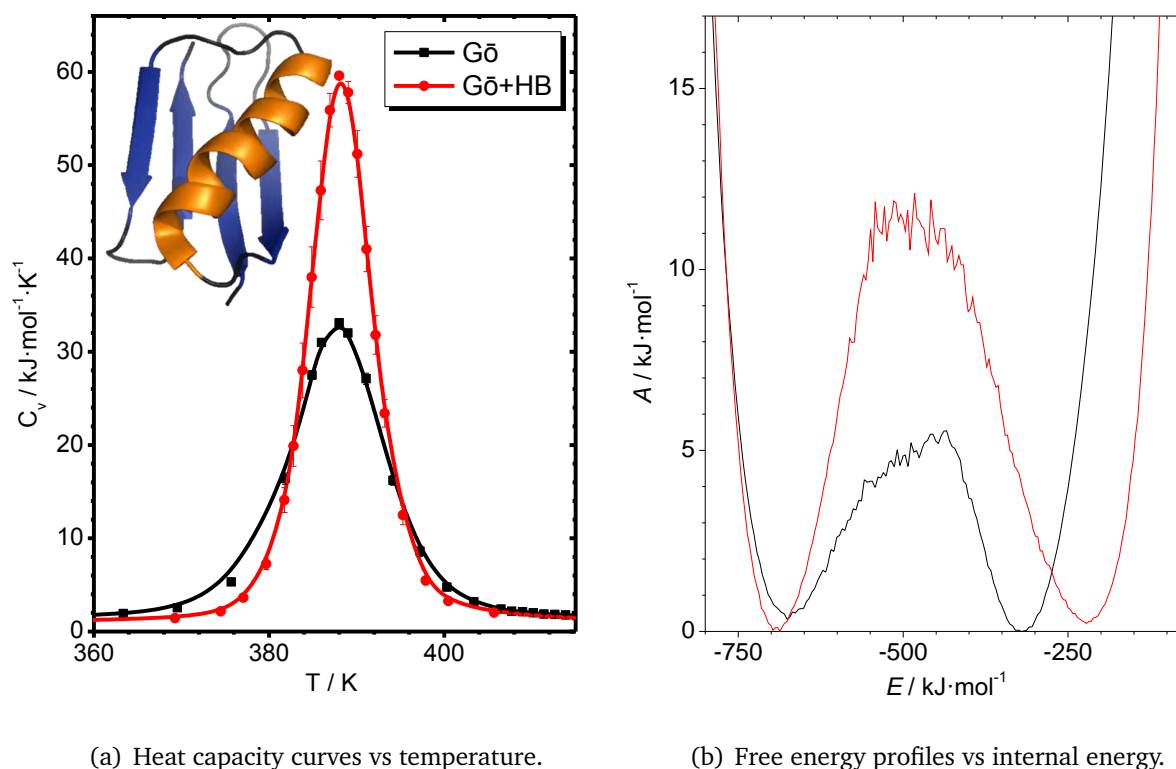 Gō
Gō+HB
60
50
40
30
20
10
0
C_v / kJ·mol⁻¹·K⁻¹
360
380
400
T / K
15
10
5
0
A / kJ·mol⁻¹
-750
-500
-250
E / kJ·mol⁻¹
(a) Heat capacity curves vs temperature.
(b) Free energy profiles vs internal energy.